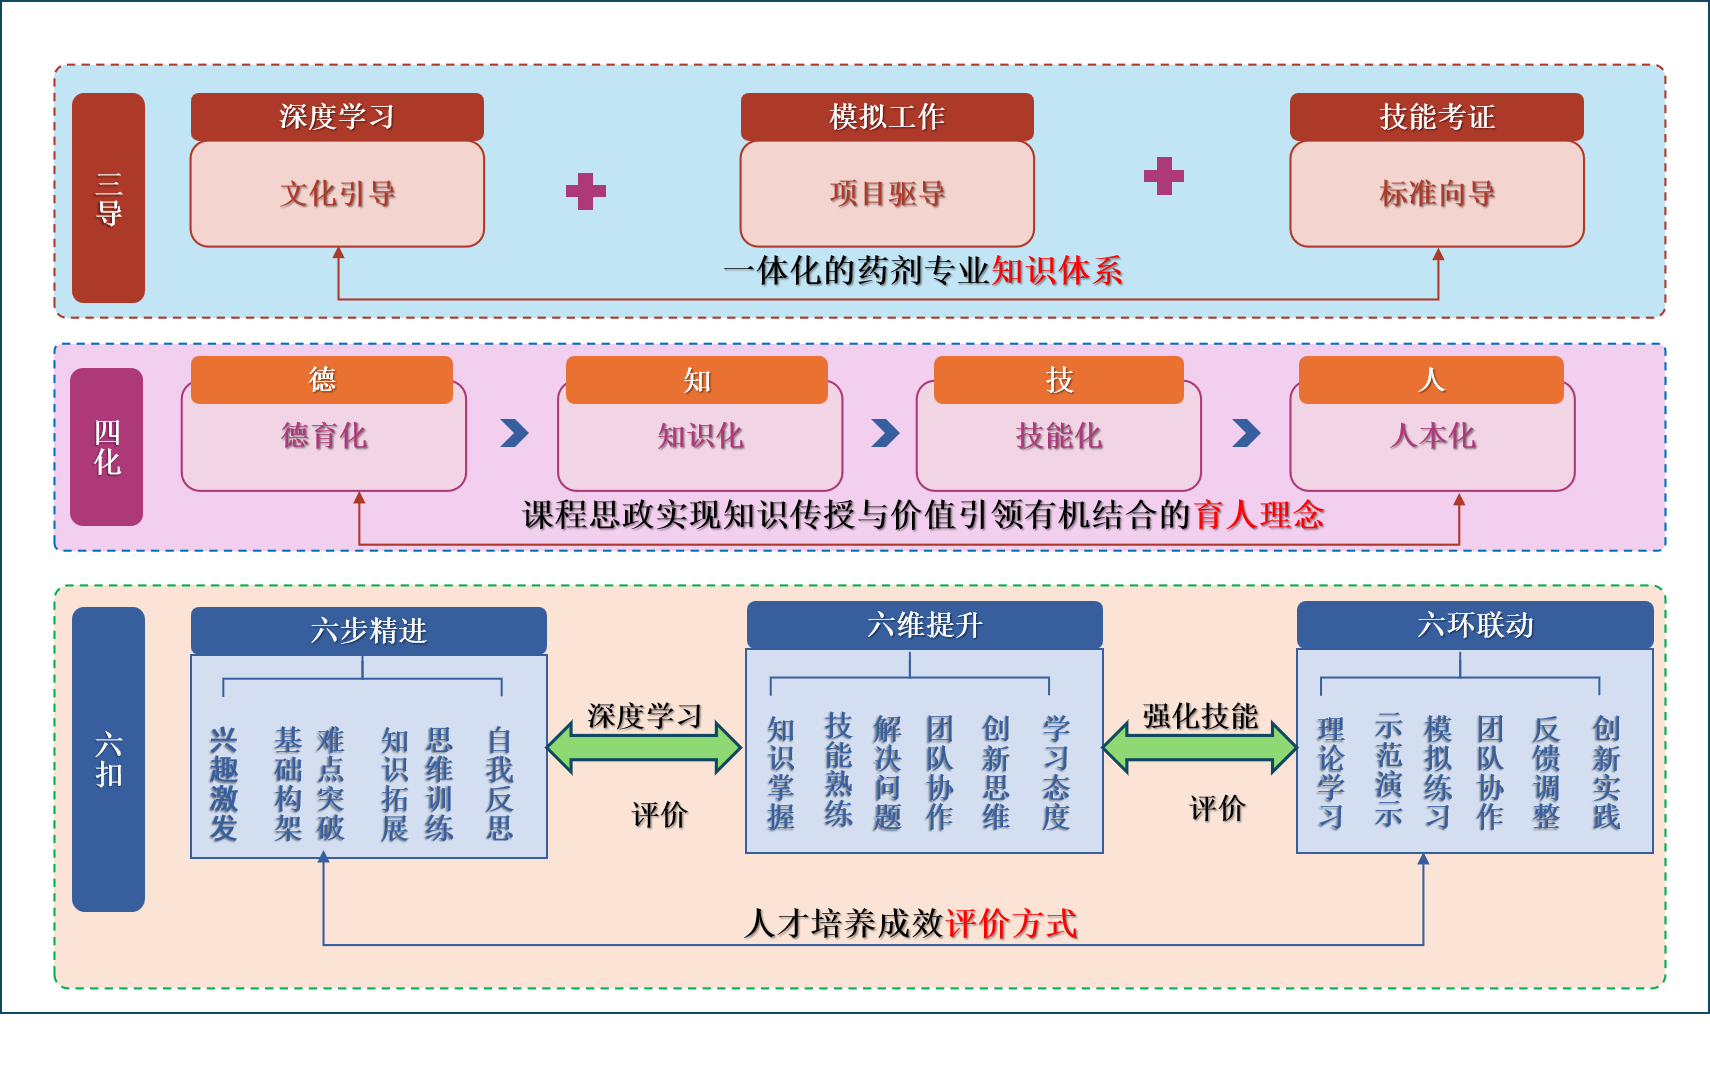 三导
深度学习
文化引导
模拟工作
项目驱导
技能考证
标准向导
一体化的药剂专业知识体系
四化
德
德育化
知
知识化
技
技能化
人
人本化
课程思政实现知识传授与价值引领有机结合的育人理念
六扣
六步精进
兴趣激发
基础构架
难点突破
知识拓展
思维训练
自我反思
深度学习
评价
六维提升
知识掌握
技能熟练
解决问题
团队协作
创新思维
学习态度
强化技能
评价
六环联动
理论学习
示范演示
模拟练习
团队协作
反馈调整
创新实践
人才培养成效评价方式